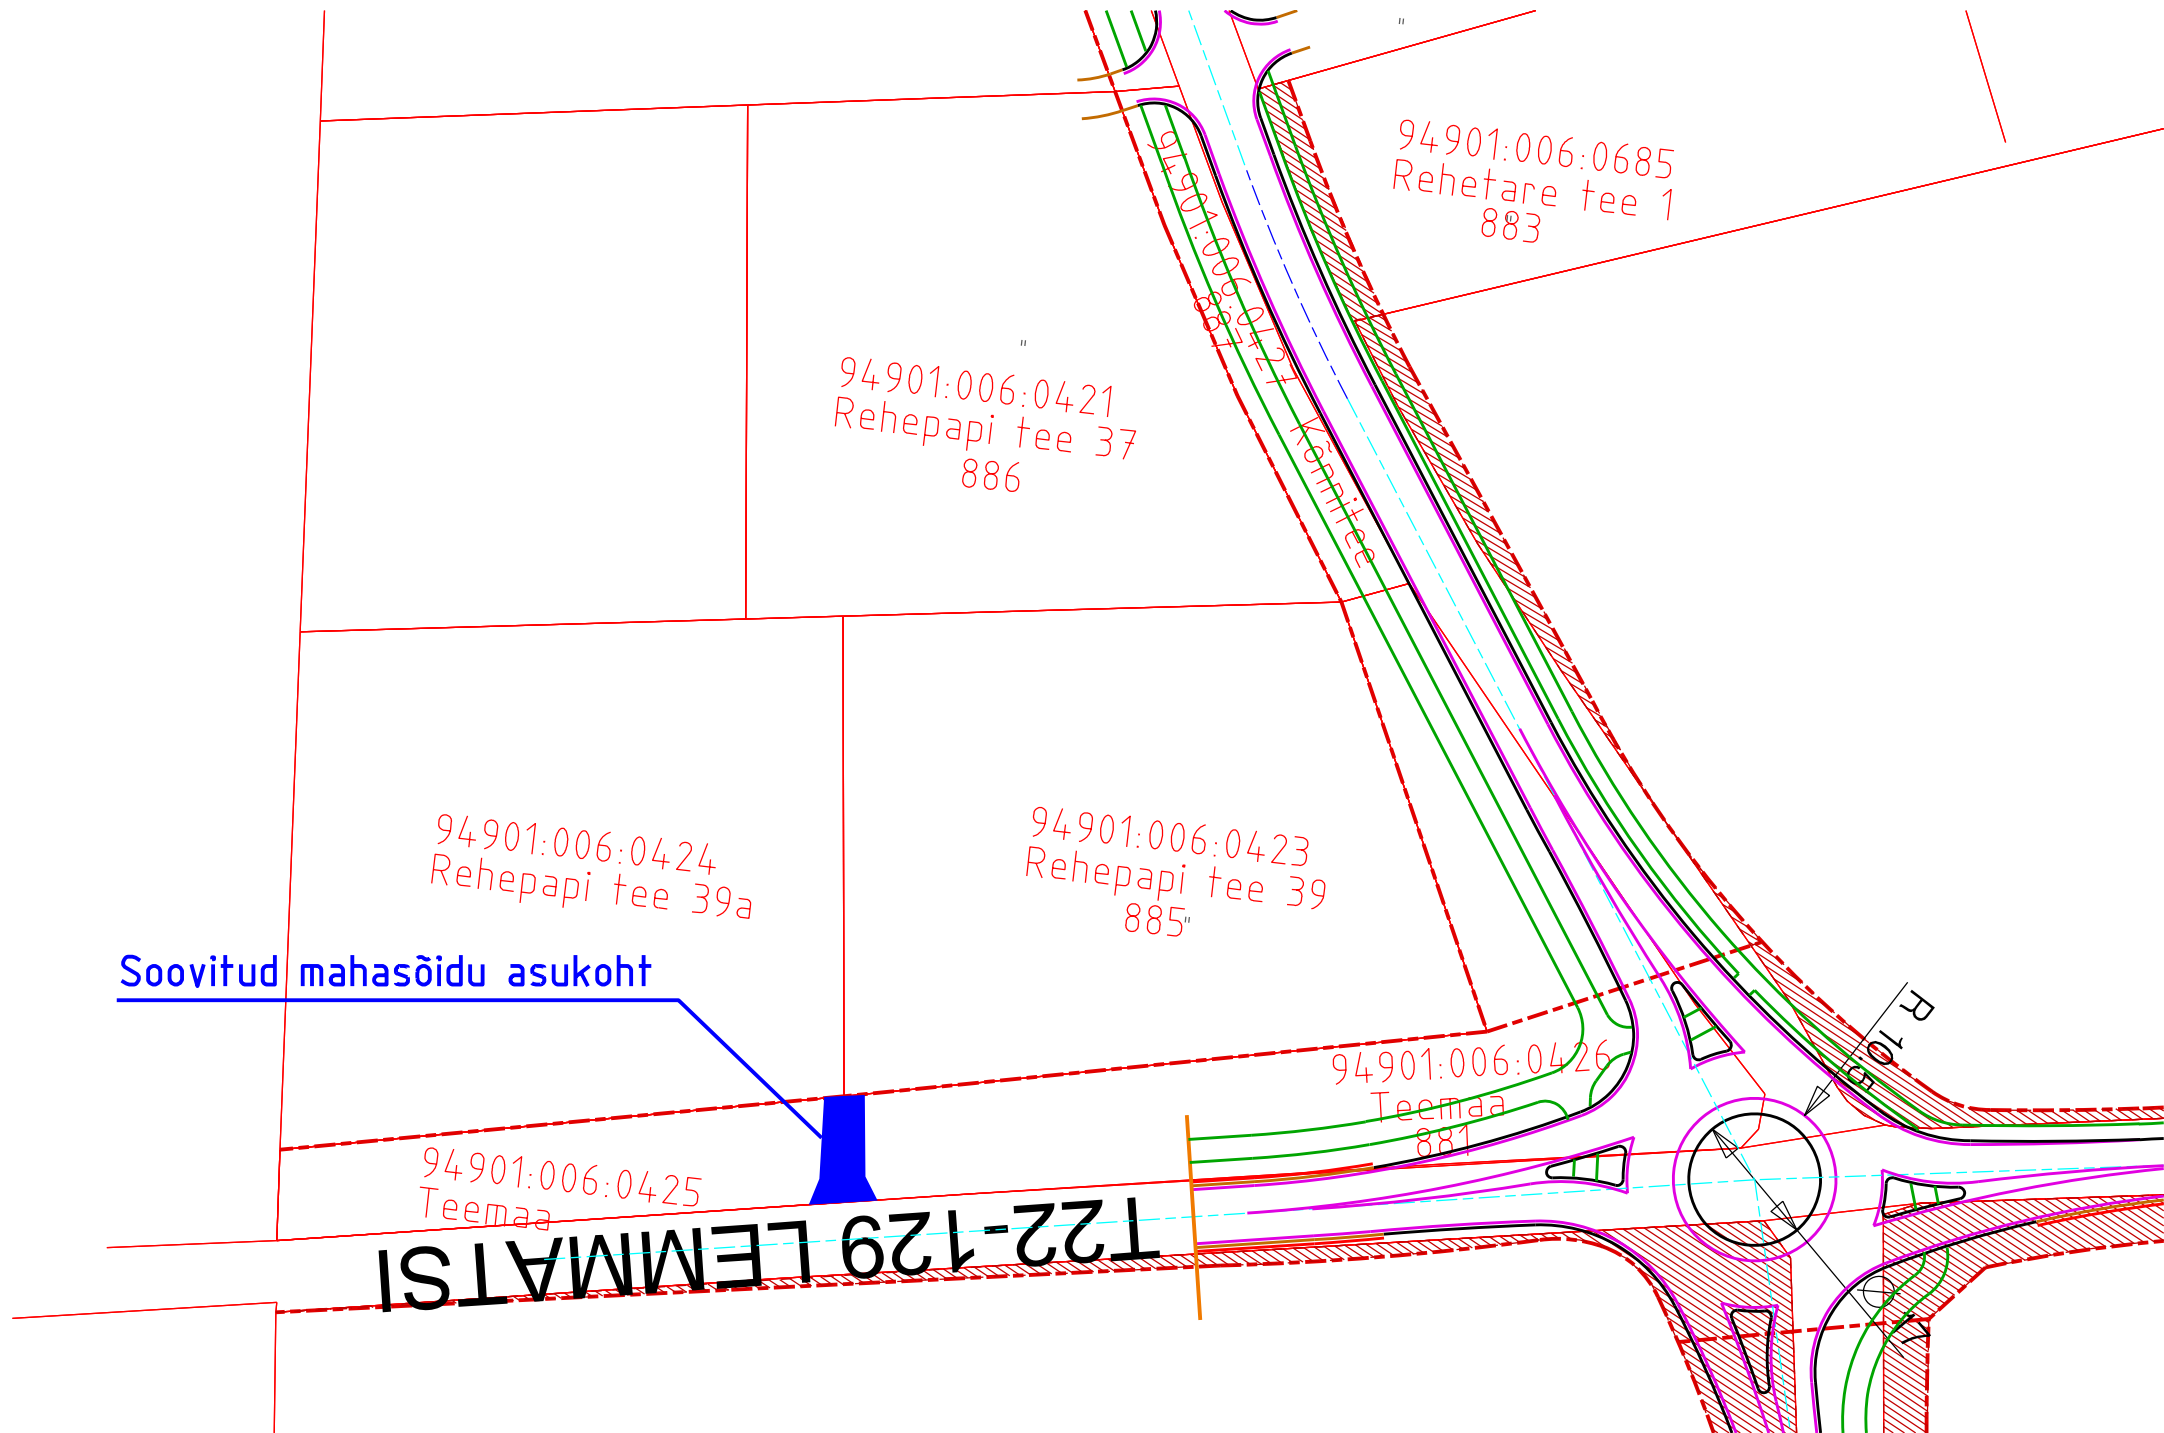 94901:006:0685
Rehetare tee 1
883
94901:006:0427 Kõnnitee
887
94901:006:0421
Rehepapi tee 37
886
94901:006:0424
Rehepapi tee 39a
94901:006:0423
Rehepapi tee 39
885
Soovitud mahasõidu asukoht
R 10.5
94901:006:0426
Teemaa
881
94901:006:0425
Teemaa
T22-129 LEMMATSI